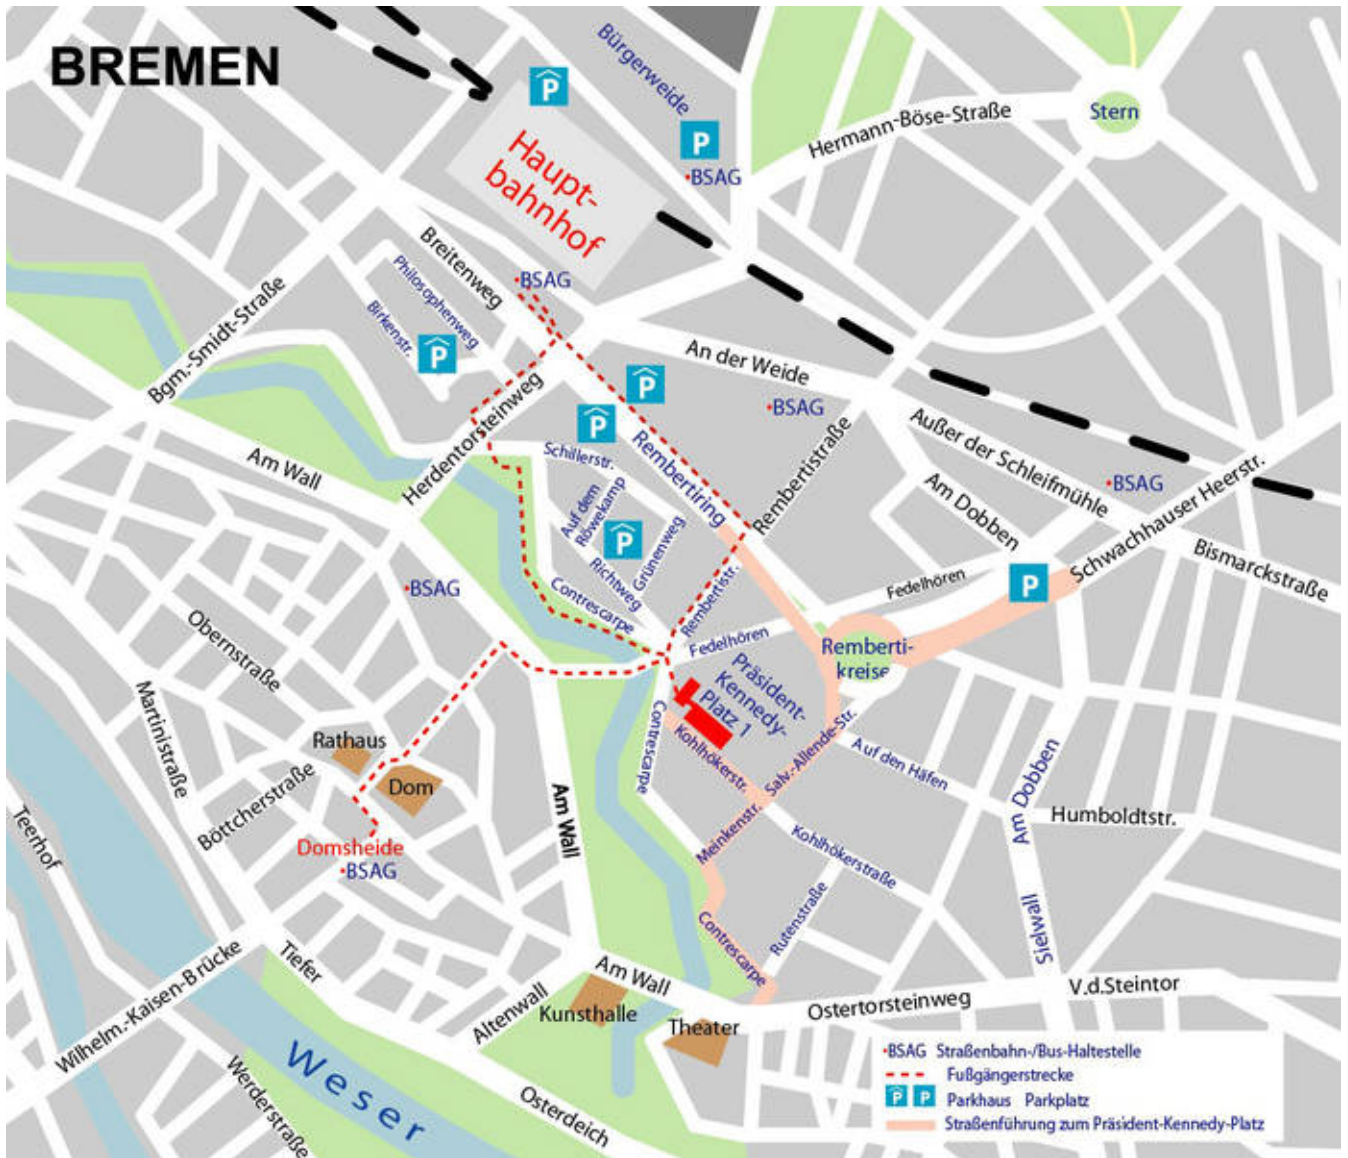 BREMEN
Bürgerweide
P
P
BSAG
Haupt-
bahnhof
Hermann-Böse-Straße
Stern
Breitenweg
Philosophenweg
Birkenstr.
P
BSAG
Bgm.-Smidt-Straße
An der Weide
BSAG
P
P
Herdentorsteinweg
Am Wall
Schillerstr.
Rembertiring
Rembertistraße
Außer der Schleifmühle
BSAG
Am Dobben
Schwachhauser Heerstr.
Bismarckstraße
Auf dem
Röwekamp
P
Grünenweg
Richtweg
Contrescarpe
Rembertistr.
Fedelhören
Fedelhören
P
BSAG
Obernstraße
Martinistraße
Präsident-
Kennedy-
Platz 1
Remberti-
kreise
Contrescarpe
Kohlhökerstr.
Salv.-Allende-Str.
Auf den Häfen
Rathaus
Dom
Böttcherstraße
Domsheide
BSAG
Teerhof
Am Wall
Meinkenstr.
Kohlhökerstraße
Am Dobben
Humboldtstr.
Rutenstraße
Contrescarpe
Sielwall
Wilhelm.-Kaisen-Brücke
Tiefer
Altenwall
Am Wall
Kunsthalle
Theater
Ostertorsteinweg
V.d.Steintor
Werderstraße
Weser
Osterdeich
BSAG Straßenbahn-/Bus-Haltestelle
Fußgängerstrecke
P P Parkhaus Parkplatz
Straßenführung zum Präsident-Kennedy-Platz